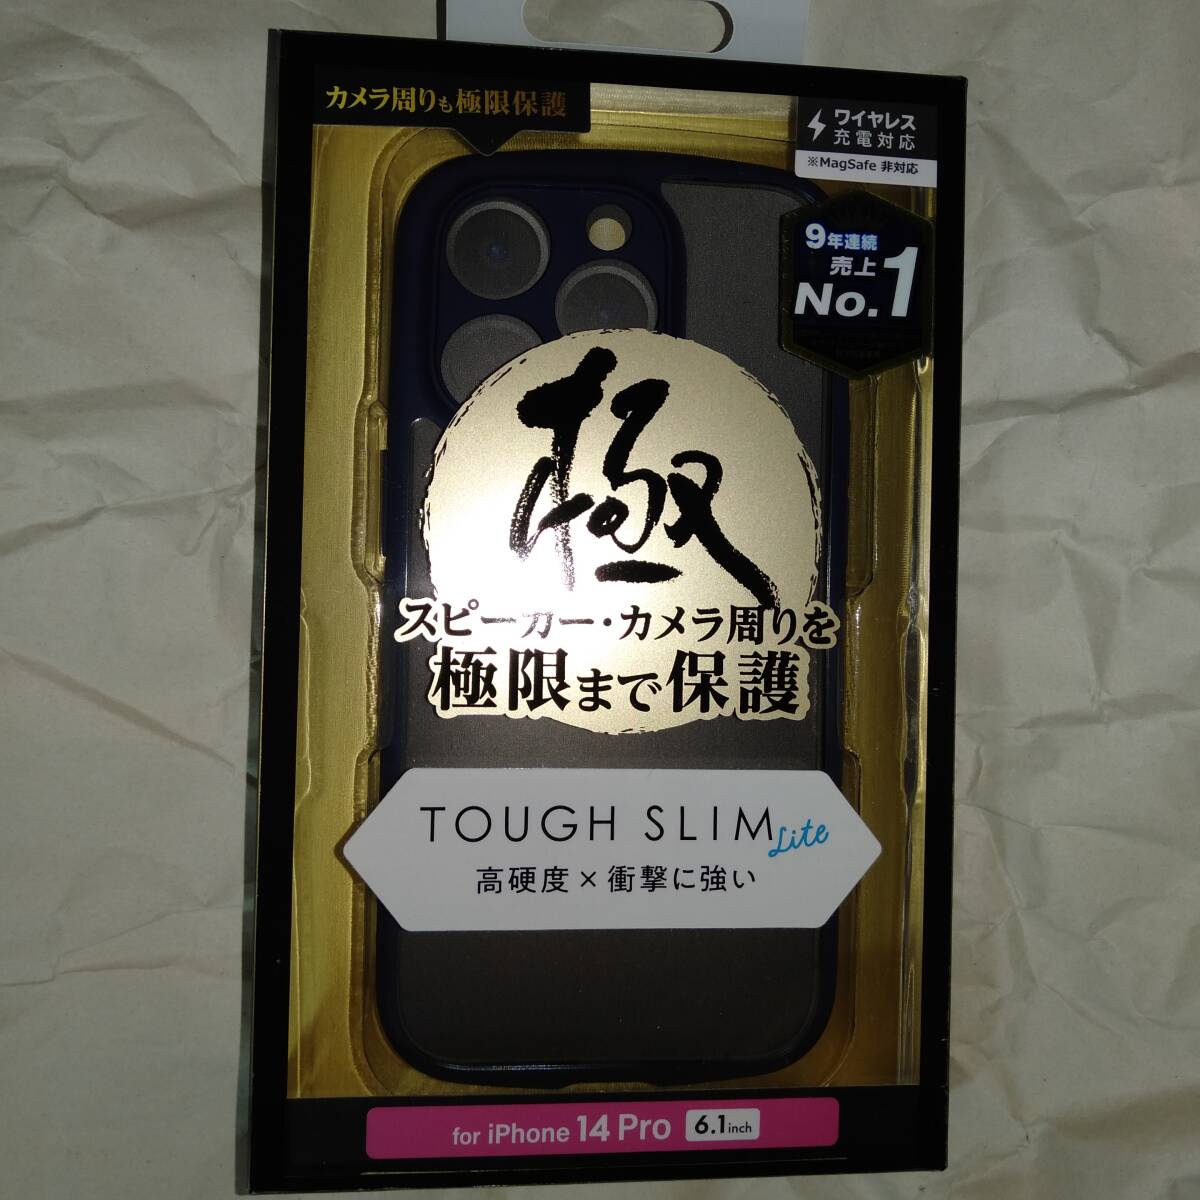 カメラ周りも極限保護
ワイヤレス
充電対応
※MagSafe 非対応
9年連続
売上
No.1
極
スピーカー・カメラ周りを
極限まで保護
TOUGH SLIM Lite
高硬度×衝撃に強い
for iPhone 14 Pro 6.1inch